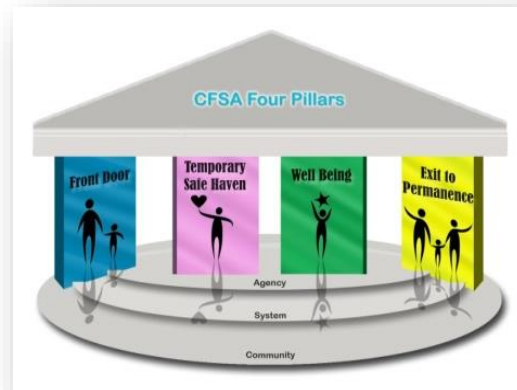 CFSA Four Pillars
Front Door
Temporary
Safe Haven
Well Being
Exit to
Permanence
Agency
System
Community